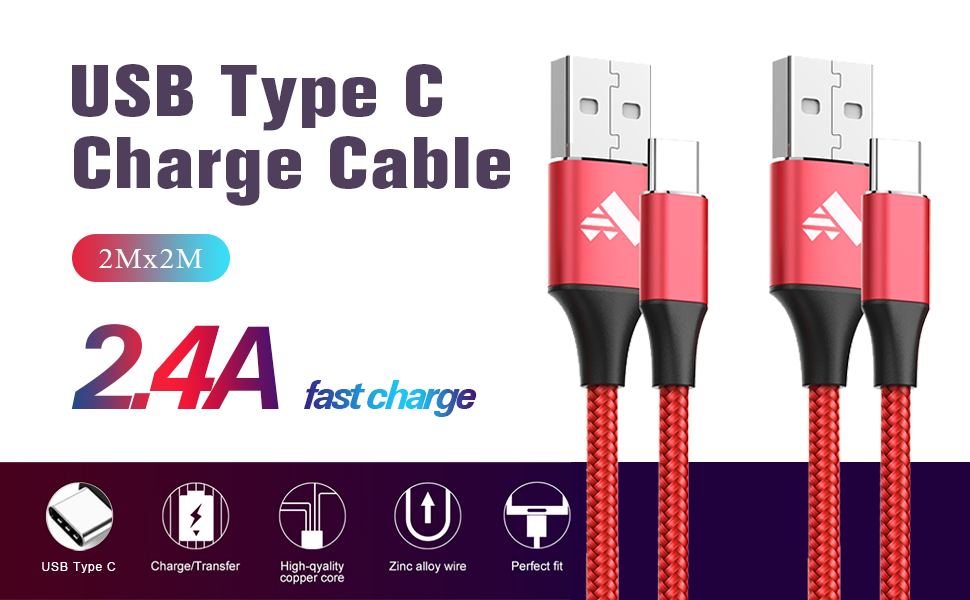 USB Type C
Charge Cable
2Mx2M
2.4A fast charge
USB Type C
Charge/Transfer
High-qyality
copper core
Zinc alloy wire
Perfect fit